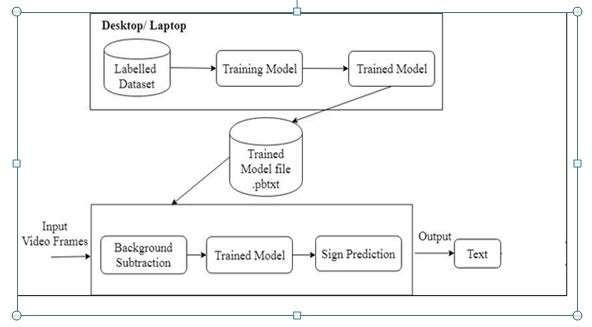 Desktop/ Laptop
Labelled
Dataset
Training Model
Trained Model
Trained
Model file
.pbtxt
Input
Video Frames
Background
Subtraction
Trained Model
Sign Prediction
Output
Text